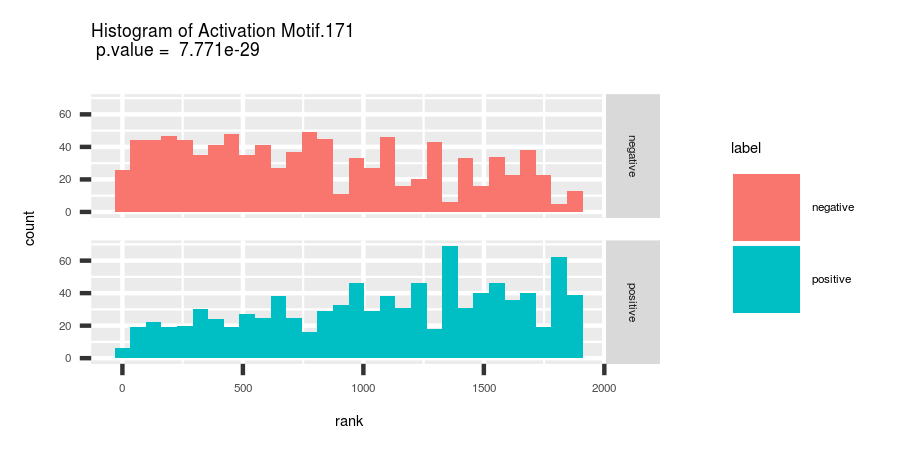 Histogram of Activation Motif.171
p.value =  7.771e-29
60
40
20
0
negative
60
40
20
0
positive
0 500 1000 1500 2000
rank
count
label
negative
positive